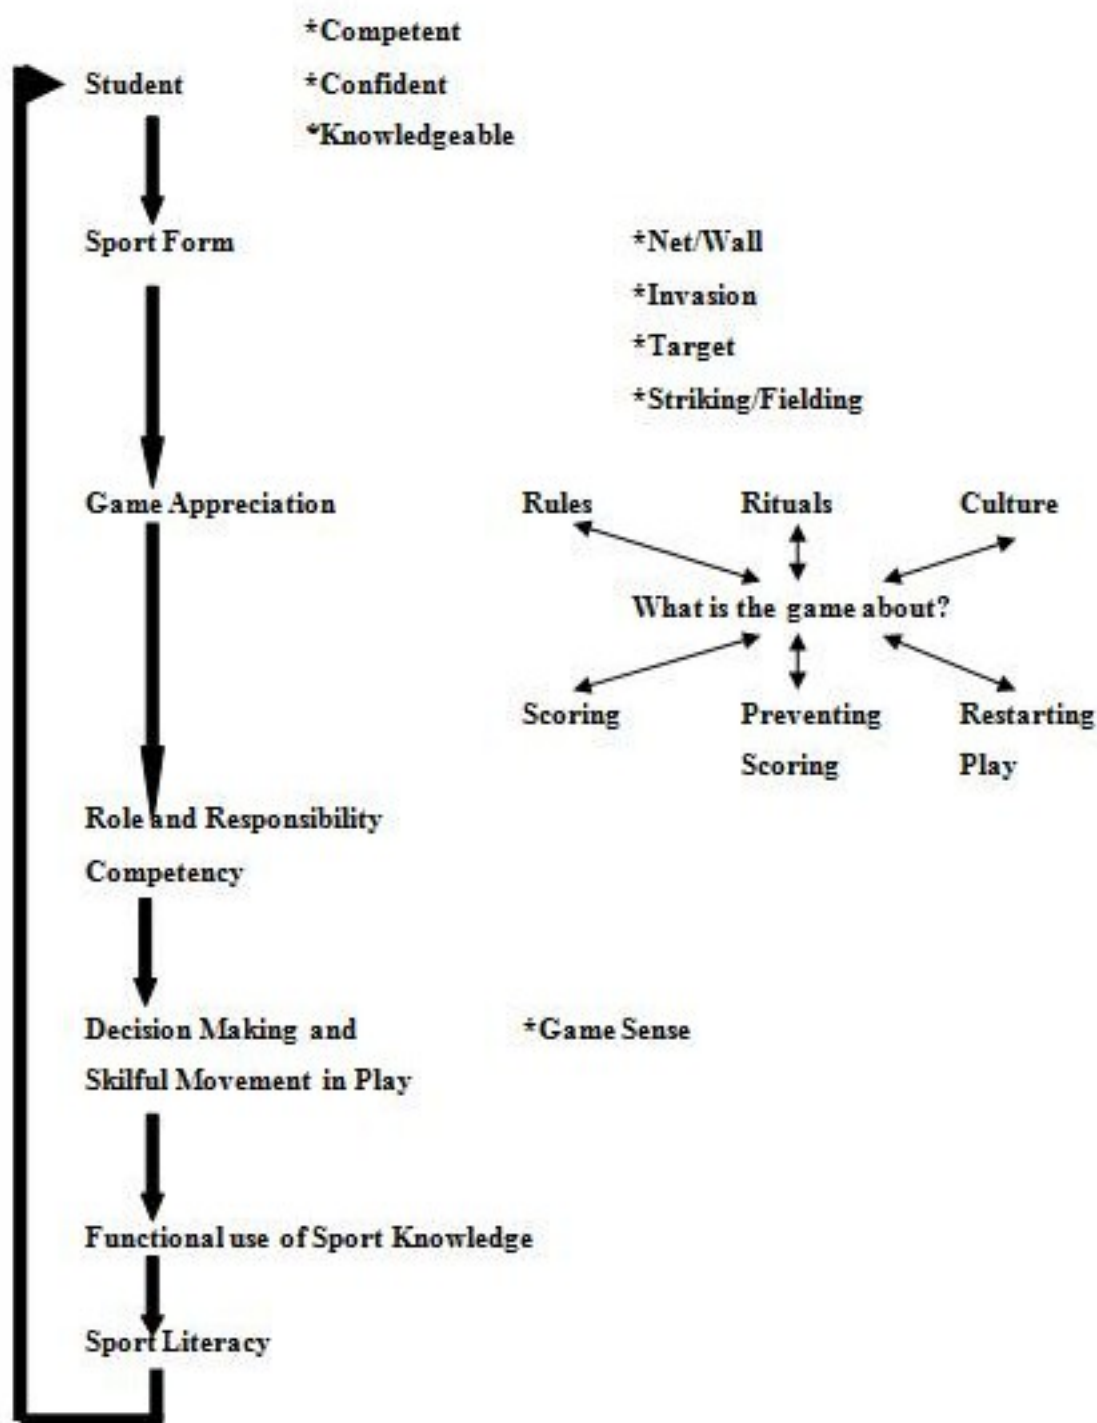 *Competent
Student *Confident
*Knowledgeable
Sport Form *Net/Wall
*Invasion
*Target
*Striking/Fielding
Game Appreciation Rules Rituals Culture
What is the game about?
Scoring Preventing Restarting
Scoring Play
Role and Responsibility
Competency
Decision Making and *Game Sense
Skilful Movement in Play
Functional use of Sport Knowledge
Sport Literacy